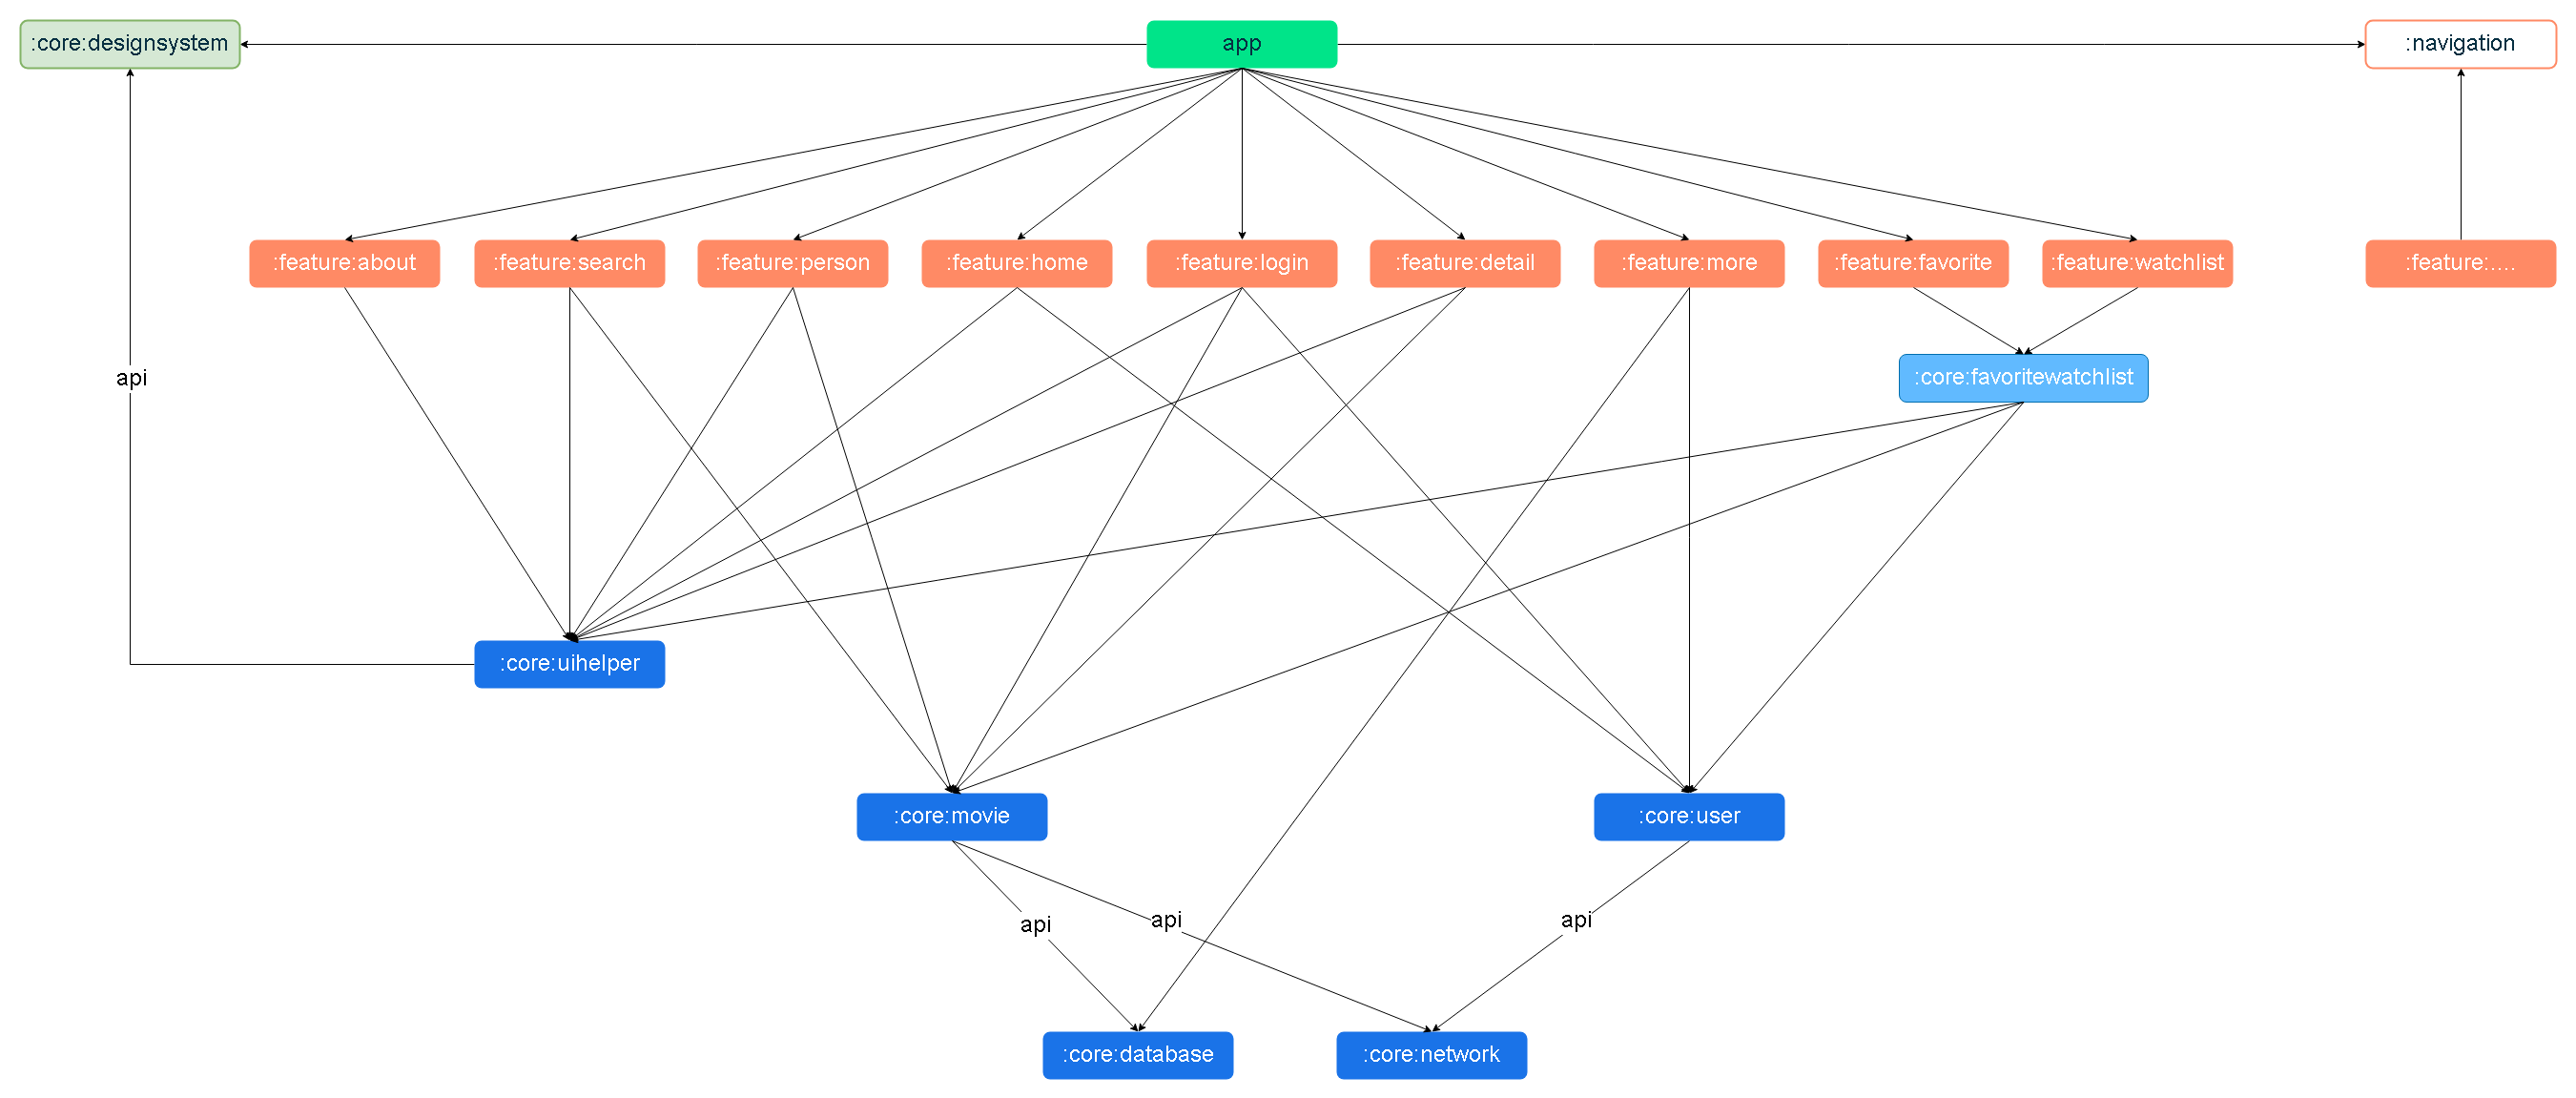 :core:designsystem
app
:navigation
:feature:about
:feature:search
:feature:person
:feature:home
:feature:login
:feature:detail
:feature:more
:feature:favorite
:feature:watchlist
:feature:....
api
:core:favoritewatchlist
:core:uihelper
:core:movie
:core:user
api
api
api
:core:database
:core:network